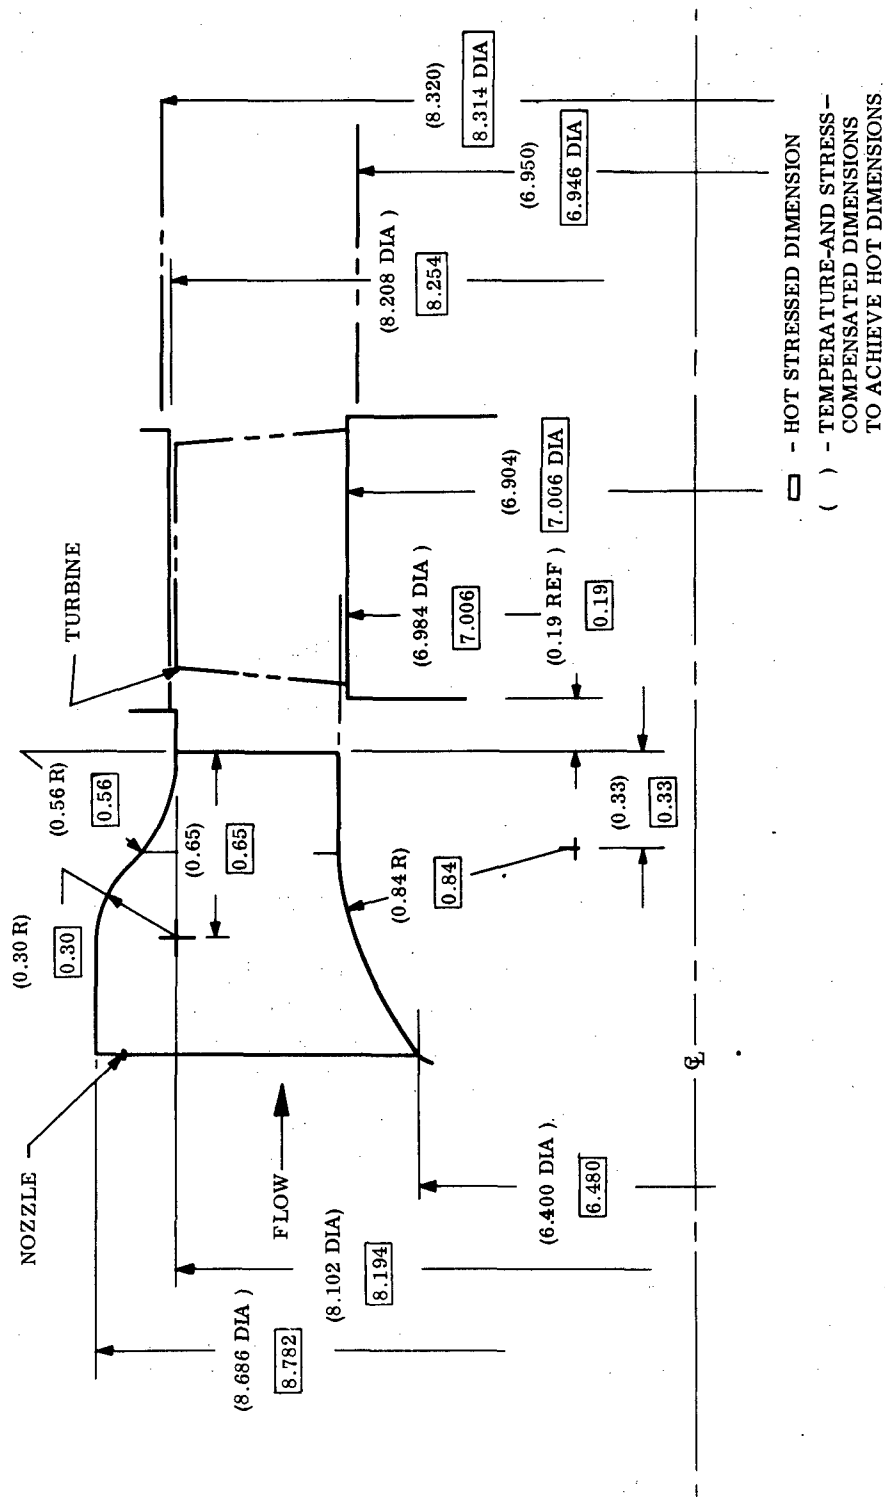 NOZZLE
FLOW
TURBINE
(8.686 DIA )
8.782
(8.102 DIA)
8.194
(6.400 DIA ).
6.480
(0.30 R)
0.30
(0.56 R)
0.56
(0.65)
0.65
(0.84 R)
0.84
(0.33)
0.33
(6.984 DIA )
7.006
(0.19 REF )
0.19
(6.904)
7.006 DIA
(8.208 DIA )
8.254
(6.950)
6.946 DIA
(8.320)
8.314 DIA
℄
- HOT STRESSED DIMENSION
( ) - TEMPERATURE-AND STRESS-
COMPENSATED DIMENSIONS
TO ACHIEVE HOT DIMENSIONS